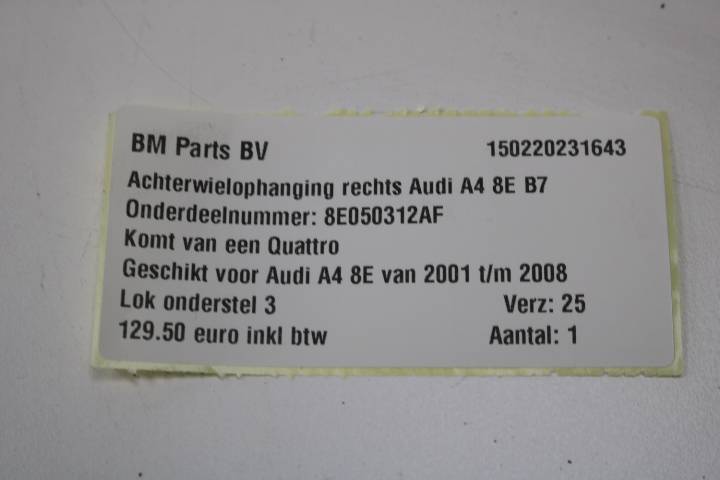 BM Parts BV 150220231643
Achterwielophanging rechts Audi A4 8E B7
Onderdeelnummer: 8E050312AF
Komt van een Quattro
Geschikt voor Audi A4 8E van 2001 t/m 2008
Lok onderstel 3 Verz: 25
129.50 euro inkl btw Aantal: 1